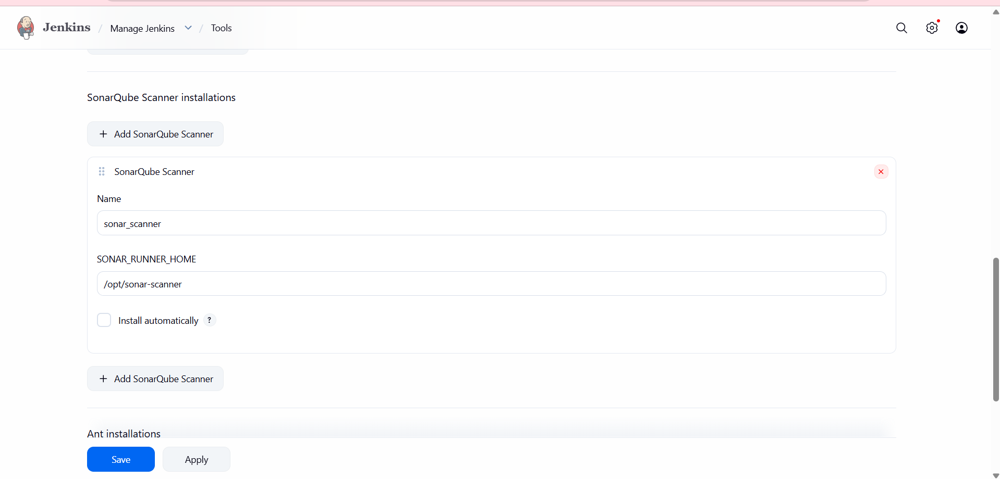 Jenkins / Manage Jenkins / Tools
SonarQube Scanner installations
+ Add SonarQube Scanner
SonarQube Scanner
Name
sonar_scanner
SONAR_RUNNER_HOME
/opt/sonar-scanner
Install automatically ?
+ Add SonarQube Scanner
Ant installations
Save Apply